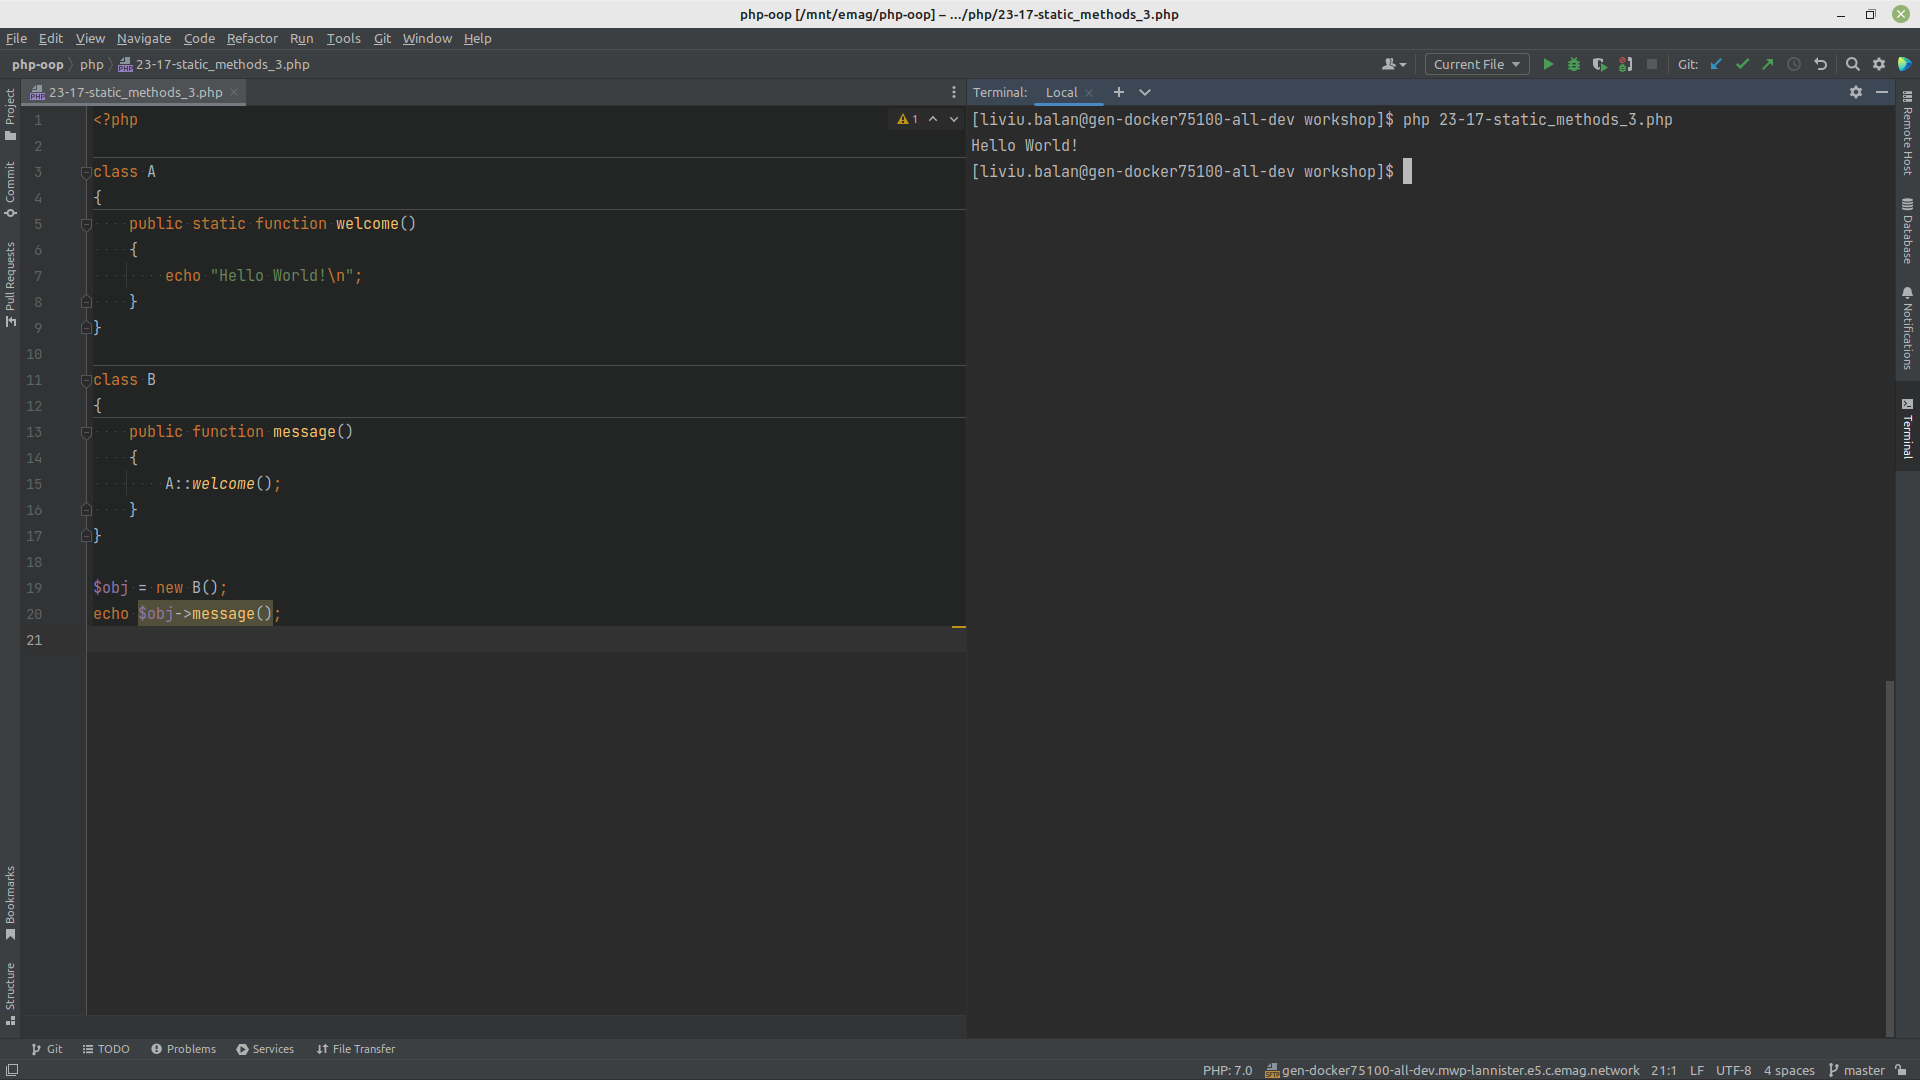 php-oop [/mnt/emag/php-oop] – .../php/23-17-static_methods_3.php
File Edit View Navigate Code Refactor Run Tools Git Window Help
php-oop php 23-17-static_methods_3.php
Current File Git:
23-17-static_methods_3.php
Terminal: Local
Project
Commit
Pull Requests
Bookmarks
Structure
1 <?php
2
3 class A
4 {
5 public static function welcome()
6 {
7 echo "Hello World!\n";
8 }
9 }
10
11 class B
12 {
13 public function message()
14 {
15 A::welcome();
16 }
17 }
18
19 $obj = new B();
20 echo $obj->message();
21
1
[liviu.balan@gen-docker75100-all-dev workshop]$ php 23-17-static_methods_3.php
Hello World!
[liviu.balan@gen-docker75100-all-dev workshop]$
Remote Host
Database
Notifications
Terminal
Git TODO Problems Services File Transfer
PHP: 7.0 gen-docker75100-all-dev.mwp-lannister.e5.c.emag.network 21:1 LF UTF-8 4 spaces master